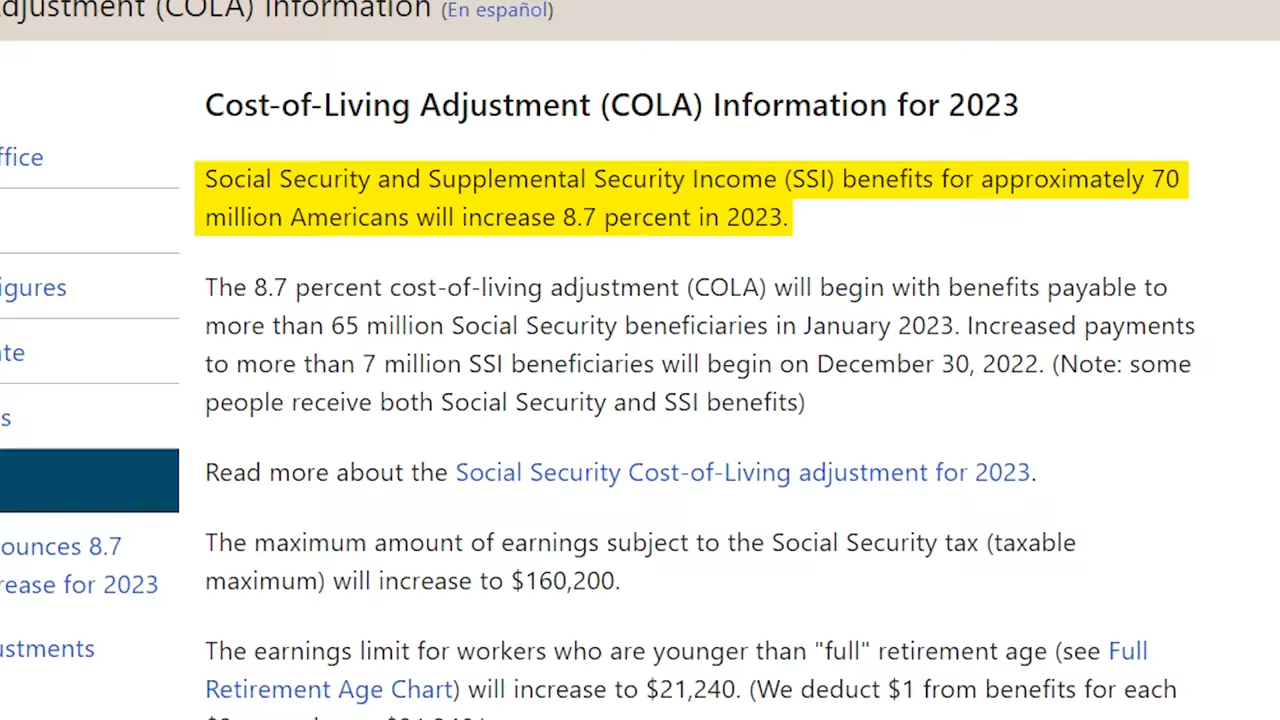 djustment (COLA) Information (En español)
Cost-of-Living Adjustment (COLA) Information for 2023
ffice
Social Security and Supplemental Security Income (SSI) benefits for approximately 70
million Americans will increase 8.7 percent in 2023.
igures
The 8.7 percent cost-of-living adjustment (COLA) will begin with benefits payable to
more than 65 million Social Security beneficiaries in January 2023. Increased payments
to more than 7 million SSI beneficiaries will begin on December 30, 2022. (Note: some
people receive both Social Security and SSI benefits)
te
s
Read more about the Social Security Cost-of-Living adjustment for 2023.
ounces 8.7
rease for 2023
The maximum amount of earnings subject to the Social Security tax (taxable
maximum) will increase to $160,200.
ustments
The earnings limit for workers who are younger than "full" retirement age (see Full
Retirement Age Chart) will increase to $21,240. (We deduct $1 from benefits for each